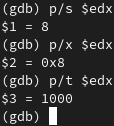 (gdb) p/s $edx
$1 = 8
(gdb) p/x $edx
$2 = 0x8
(gdb) p/t $edx
$3 = 1000
(gdb)